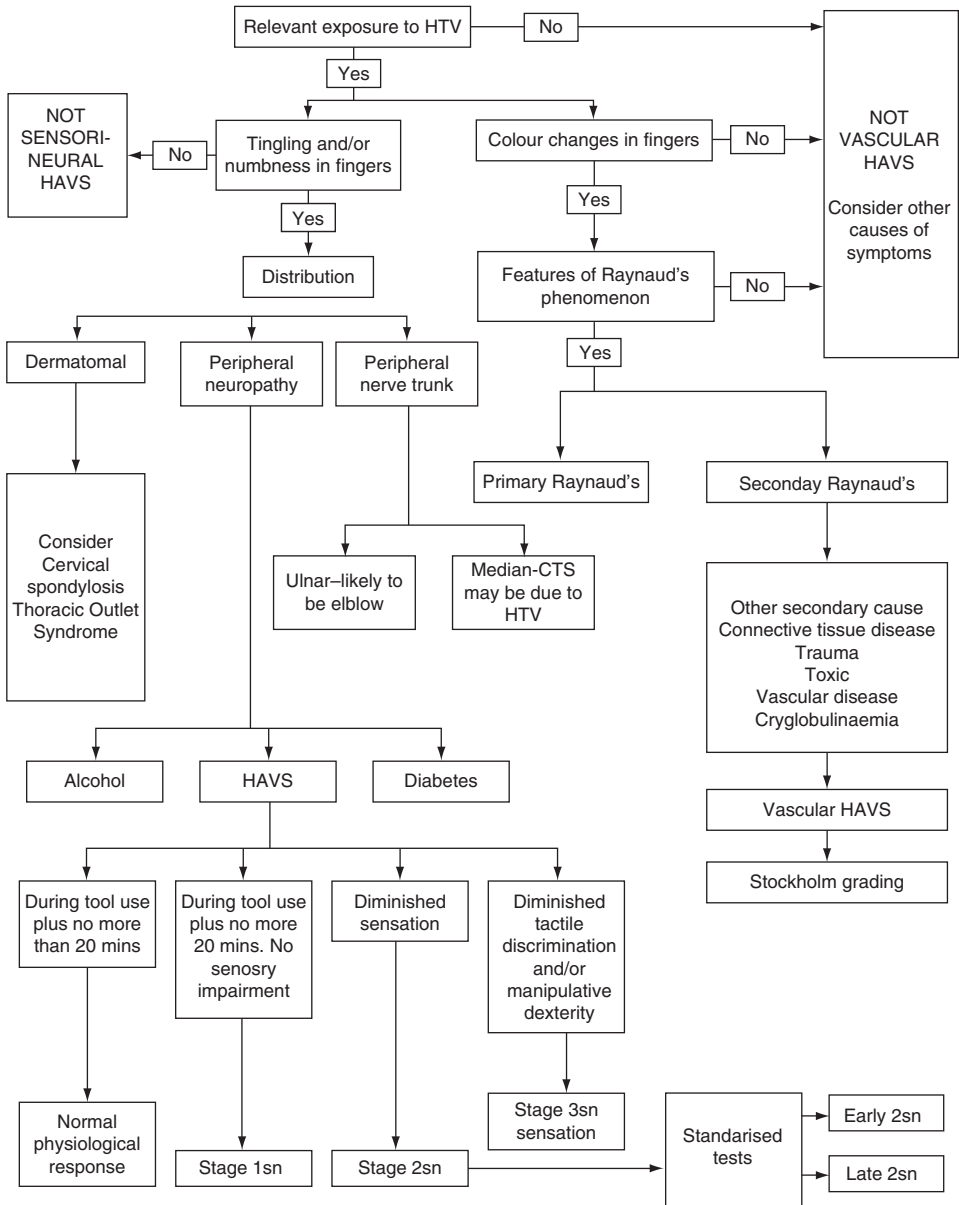 Relevant exposure to HTV
No
Yes
NOT
SENSORI-
NEURAL
HAVS
No
Tingling and/or
numbness in fingers
Colour changes in fingers
No
NOT
VASCULAR
HAVS
Consider other
causes of
symptoms
Yes
Yes
Distribution
Features of Raynaud's
phenomenon
No
Yes
Dermatomal
Peripheral
neuropathy
Peripheral
nerve trunk
Primary Raynaud's
Seconday Raynaud's
Consider
Cervical
spondylosis
Thoracic Outlet
Syndrome
Ulnar–likely to
be elblow
Median-CTS
may be due to
HTV
Other secondary cause
Connective tissue disease
Trauma
Toxic
Vascular disease
Cryglobulinaemia
Alcohol
HAVS
Diabetes
Vascular HAVS
Stockholm grading
During tool use
plus no more
than 20 mins
During tool use
plus no more
20 mins. No
senosry
impairment
Diminished
sensation
Diminished
tactile
discrimination
and/or
manipulative
dexterity
Normal
physiological
response
Stage 1sn
Stage 2sn
Stage 3sn
sensation
Standarised
tests
Early 2sn
Late 2sn